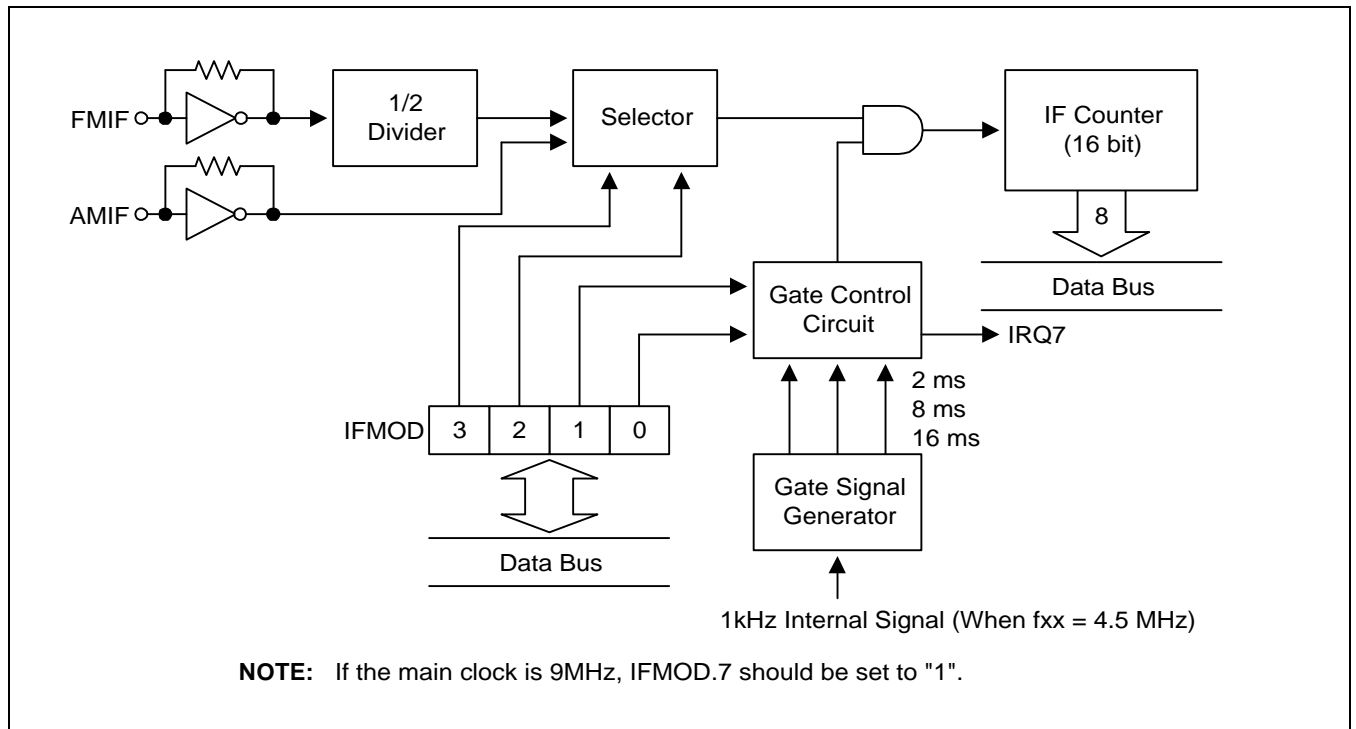 FMIF
1/2
Divider
Selector
IF Counter
(16 bit)
AMIF
8
Data Bus
Gate Control
Circuit
IRQ7
2 ms
8 ms
16 ms
IFMOD 3 2 1 0
Gate Signal
Generator
Data Bus
1kHz Internal Signal (When fxx = 4.5 MHz)
NOTE: If the main clock is 9MHz, IFMOD.7 should be set to "1".